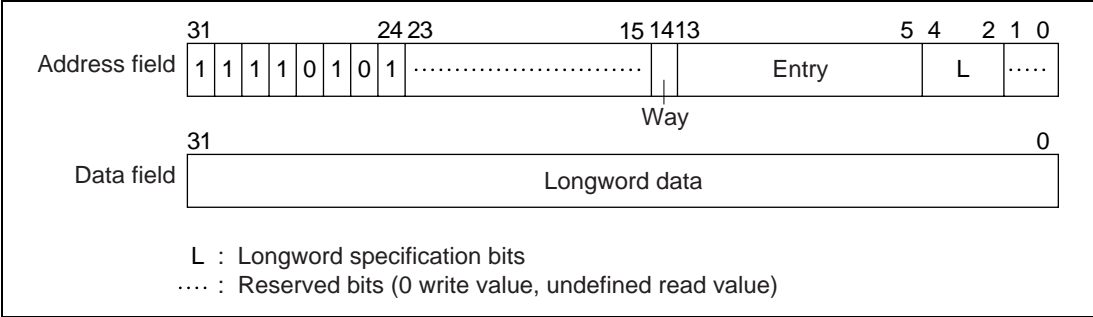 31 24 23 15 14 13 5 4 2 1 0
Address field 1 1 1 1 0 1 0 1 Entry L
Way
31 0
Data field Longword data
L : Longword specification bits
···· : Reserved bits (0 write value, undefined read value)